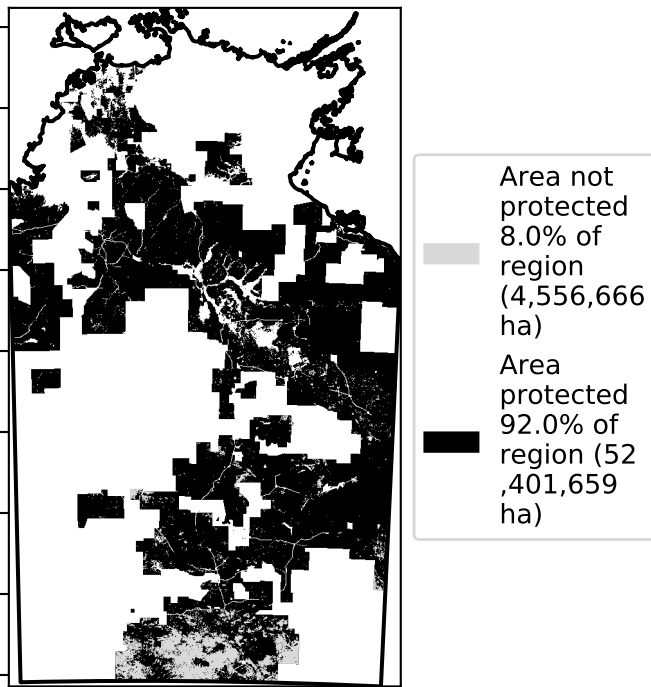 Area not
protected
8.0% of
region
(4,556,666
ha)
Area
protected
92.0% of
region (52
,401,659
ha)